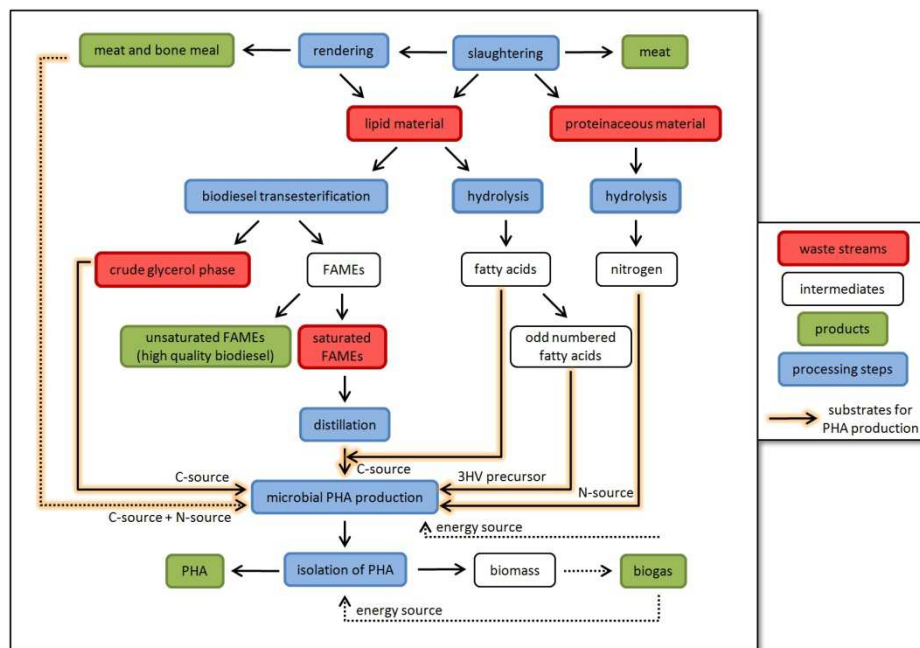 meat and bone meal
rendering
slaughtering
meat
lipid material
proteinaceous material
biodiesel transesterification
hydrolysis
hydrolysis
crude glycerol phase
FAMEs
fatty acids
nitrogen
unsaturated FAMEs
(high quality biodiesel)
saturated
FAMEs
odd numbered
fatty acids
distillation
C-source
C-source
3HV precursor
N-source
microbial PHA production
C-source + N-source
energy source
PHA
isolation of PHA
biomass
biogas
energy source
waste streams
intermediates
products
processing steps
substrates for
PHA production